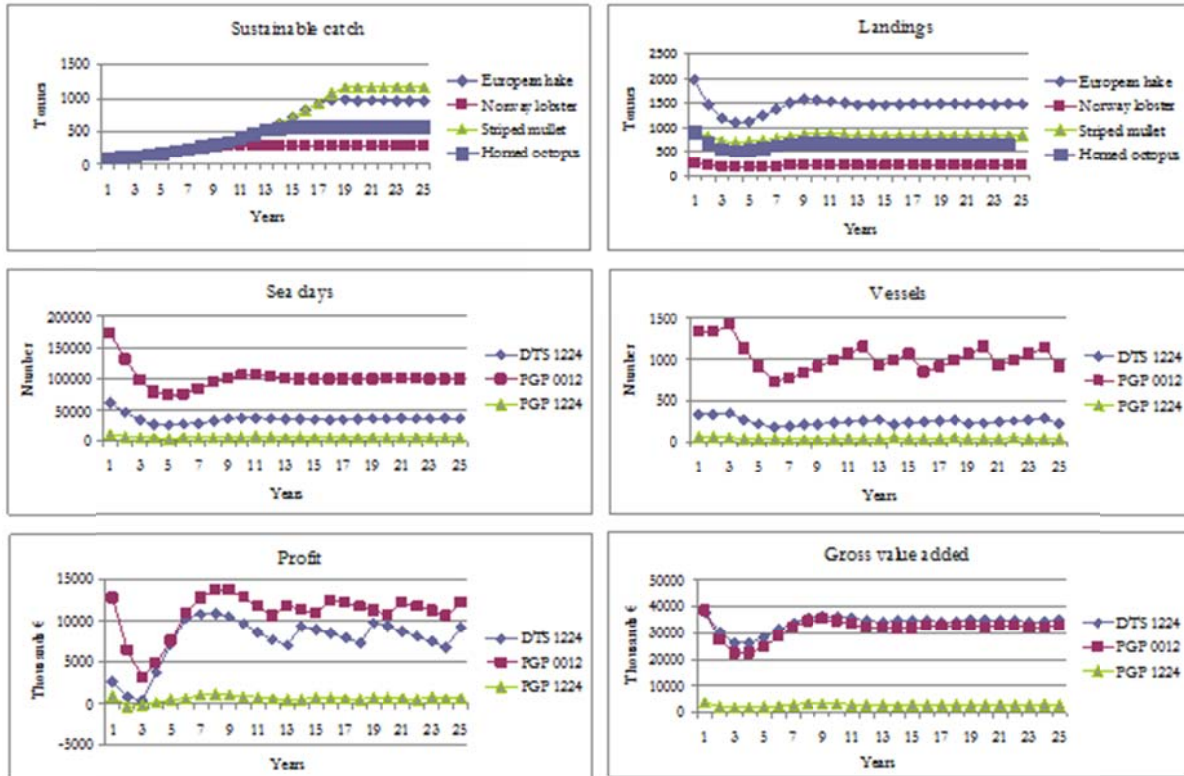 Sustainable catch
1500
1000
500
0
Tonnes
1 3 5 7 9 11 13 15 17 19 21 23 25
Years
European hake
Norway lobster
Striped mullet
Horned octopus
Landings
2500
2000
1500
1000
500
0
Tonnes
1 3 5 7 9 11 13 15 17 19 21 23 25
Years
European hake
Norway lobster
Striped mullet
Horned octopus
Sea days
200000
150000
100000
50000
0
Number
1 3 5 7 9 11 13 15 17 19 21 23 25
Years
DTS 1224
PGP 0012
PGP 1224
Vessels
1500
1000
500
0
Number
1 3 5 7 9 11 13 15 17 19 21 23 25
Years
DTS 1224
PGP 0012
PGP 1224
Profit
15000
10000
5000
0
-5000
Thousands €
1 3 5 7 9 11 13 15 17 19 21 23 25
Years
DTS 1224
PGP 0012
PGP 1224
Gross value added
50000
40000
30000
20000
10000
0
Thousands €
1 3 5 7 9 11 13 15 17 19 21 23 25
Years
DTS 1224
PGP 0012
PGP 1224